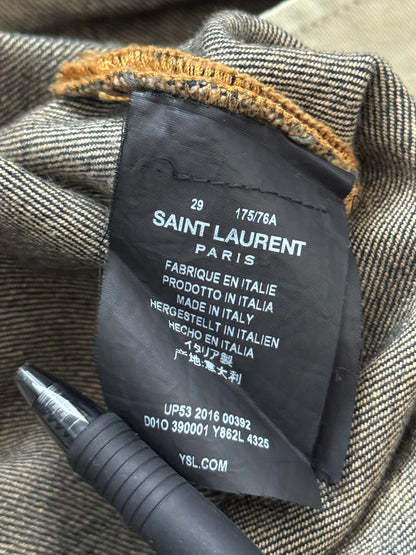 29 175/76A
SAINT LAURENT
PARIS
FABRIQUE EN ITALIE
PRODOTTO IN ITALIA
MADE IN ITALY
HERGESTELLT IN ITALIEN
HECHO EN ITALIA
イタリア製
产地:意大利
UP53 2016 00392
D01O 390001 Y862L 4325
YSL.COM